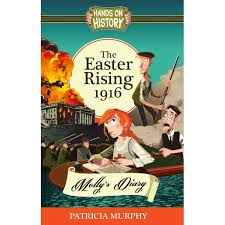 HANDS ON
HISTORY
The
Easter
Rising
1916
Molly's Diary
PATRICIA MURPHY